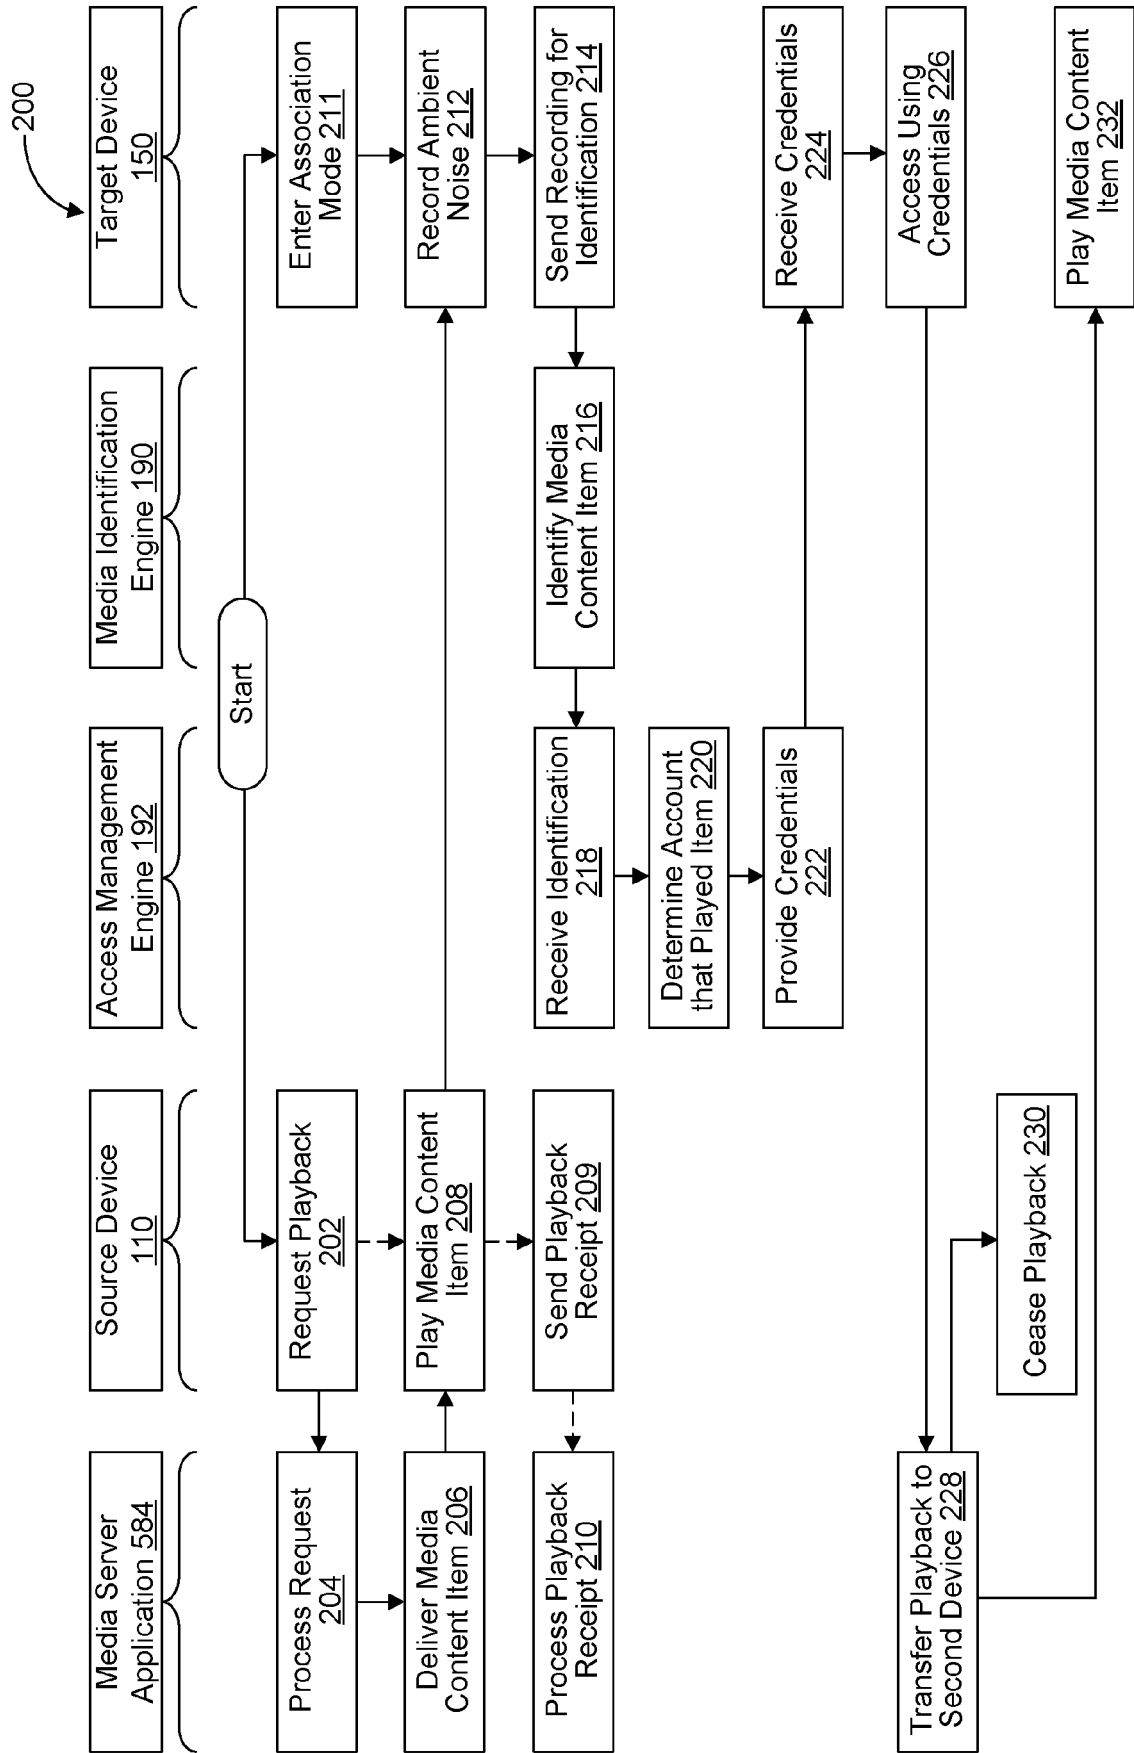 200
Media Server
Application 584
Source Device
110
Access Management
Engine 192
Media Identification
Engine 190
Target Device
150
Start
Request Playback
202
Enter Association
Mode 211
Process Request
204
Deliver Media
Content Item 206
Play Media Content
Item 208
Record Ambient
Noise 212
Process Playback
Receipt 210
Send Playback
Receipt 209
Receive Identification
218
Identify Media
Content Item 216
Send Recording for
Identification 214
Determine Account
that Played Item 220
Provide Credentials
222
Receive Credentials
224
Access Using
Credentials 226
Transfer Playback to
Second Device 228
Cease Playback 230
Play Media Content
Item 232